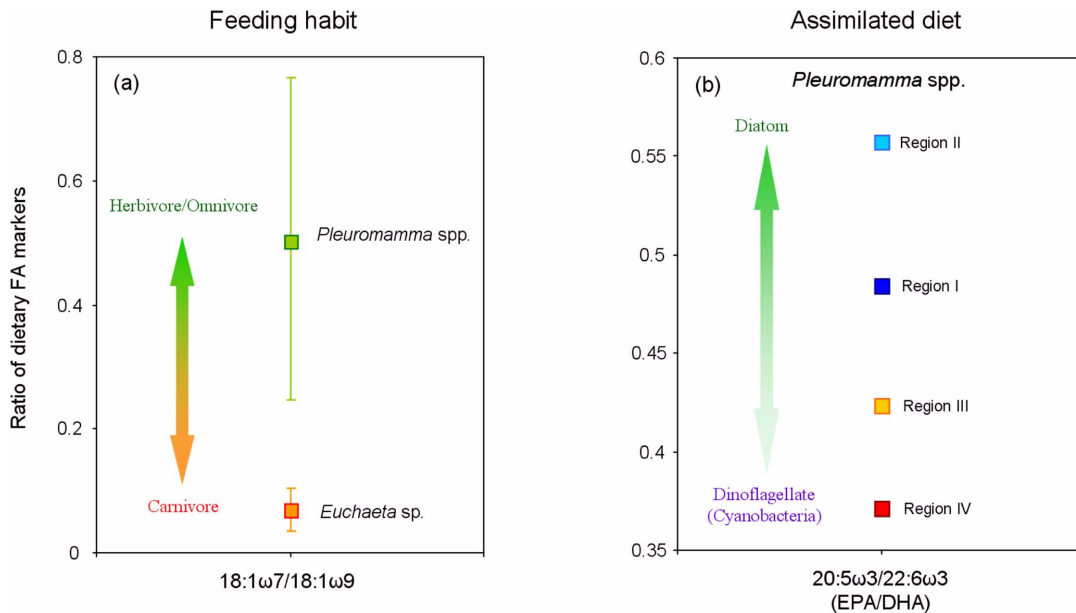 Feeding habit
Ratio of dietary FA markers
0.8
0.6
0.4
0.2
0
(a)
Herbivore/Omnivore
Carnivore
Pleuromamma spp.
Euchaeta sp.
18:1ω7/18:1ω9
Assimilated diet
0.6
0.55
0.5
0.45
0.4
0.35
(b)
Pleuromamma spp.
Diatom
Dinoflagellate
(Cyanobacteria)
Region II
Region I
Region III
Region IV
20:5ω3/22:6ω3
(EPA/DHA)